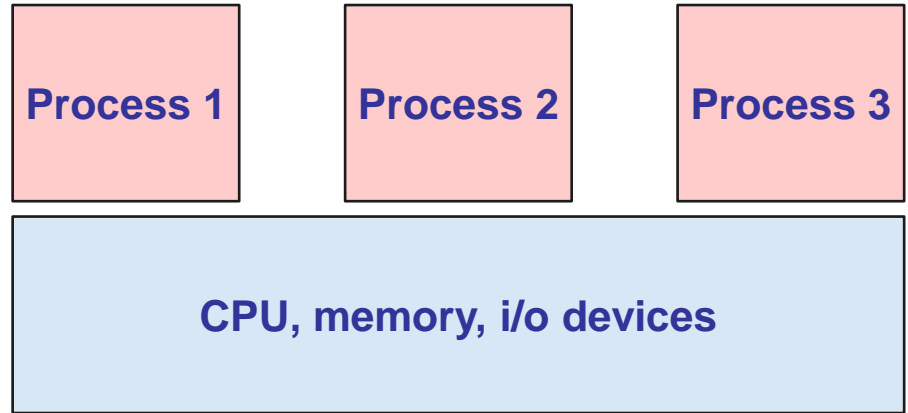 Process 1
Process 2
Process 3
CPU, memory, i/o devices